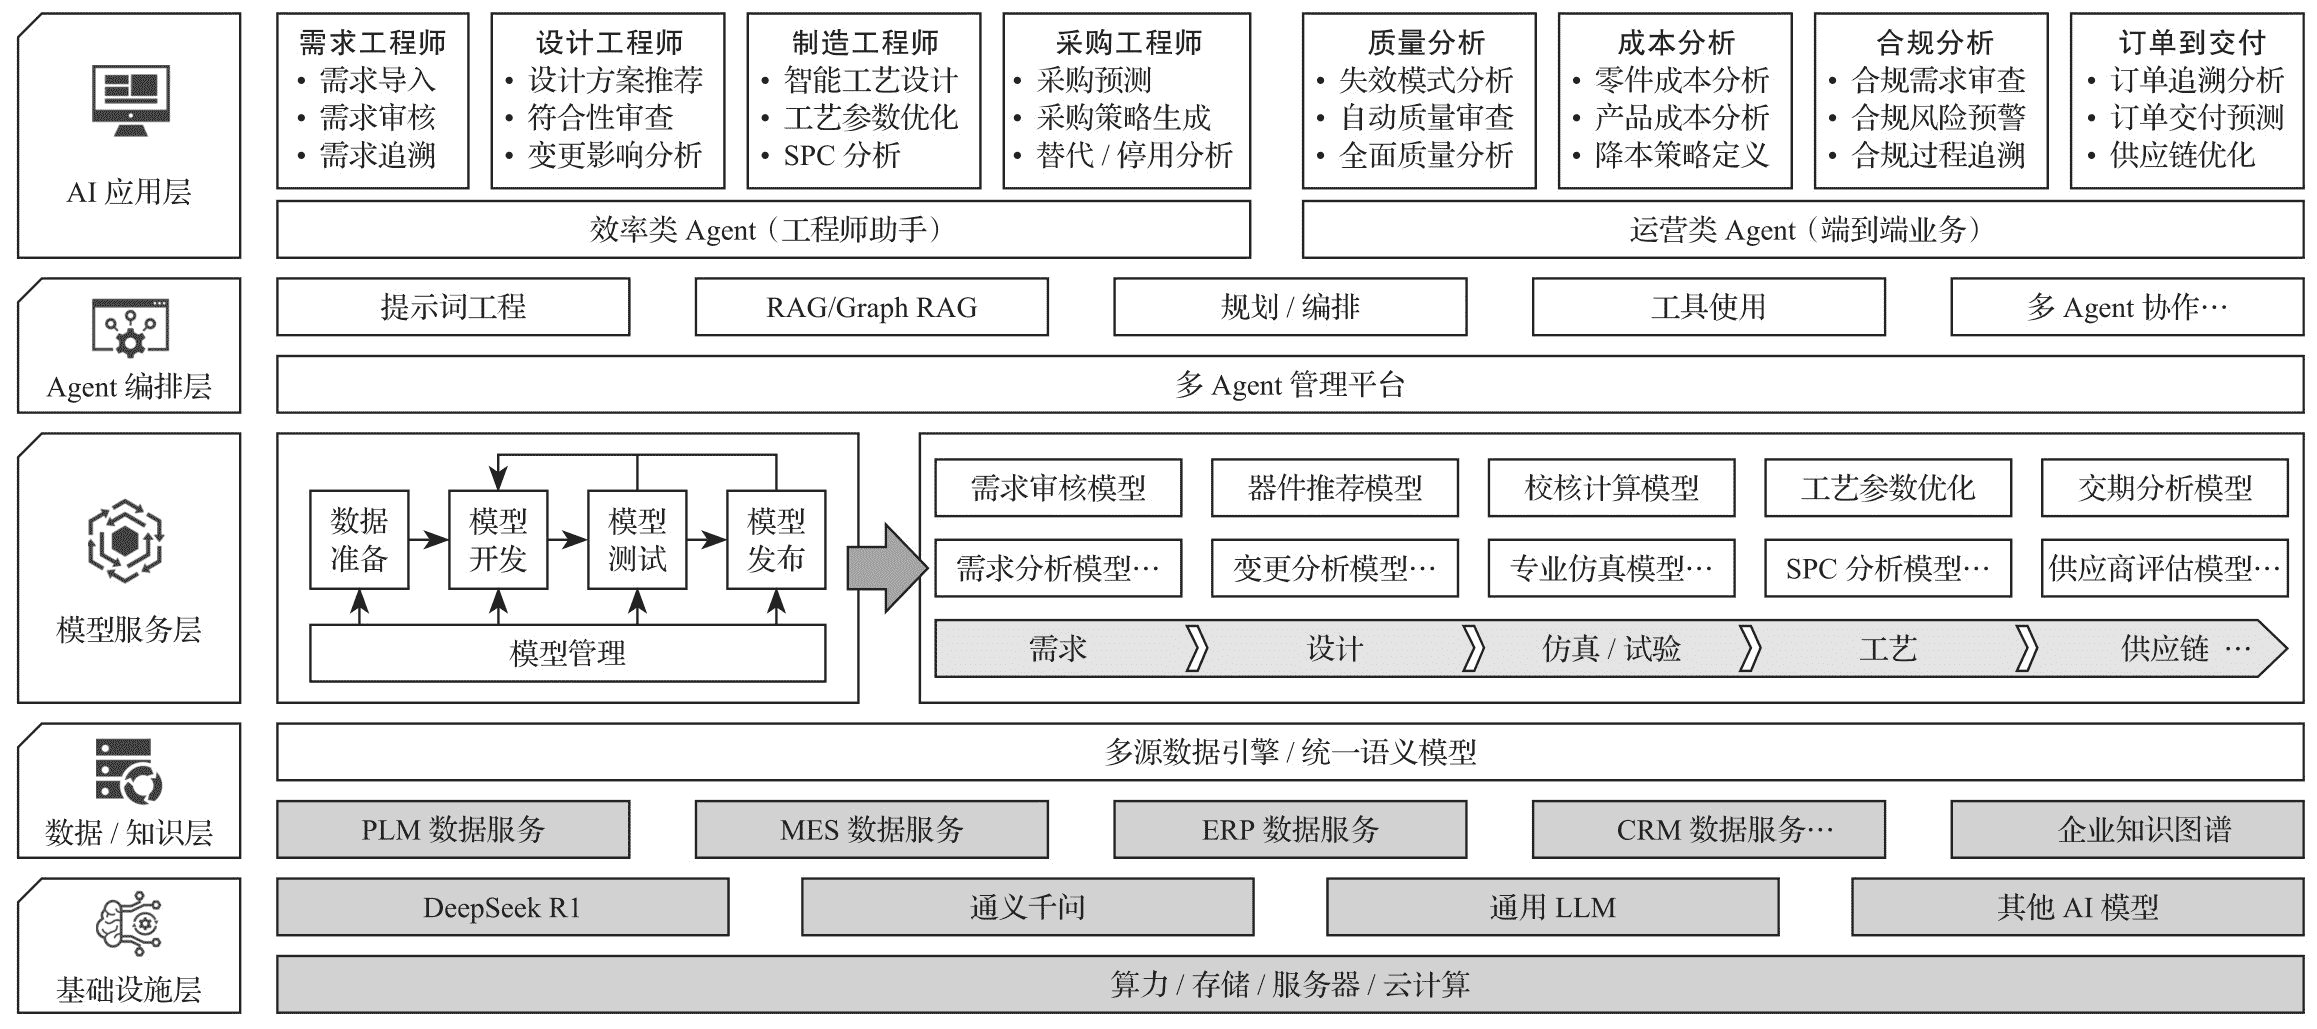 AI 应用层
需求工程师
• 需求导入
• 需求审核
• 需求追溯
设计工程师
• 设计方案推荐
• 符合性审查
• 变更影响分析
制造工程师
• 智能工艺设计
• 工艺参数优化
• SPC 分析
采购工程师
• 采购预测
• 采购策略生成
• 替代 / 停用分析
质量分析
• 失效模式分析
• 自动质量审查
• 全面质量分析
成本分析
• 零件成本分析
• 产品成本分析
• 降本策略定义
合规分析
• 合规需求审查
• 合规风险预警
• 合规过程追溯
订单到交付
• 订单追溯分析
• 订单交付预测
• 供应链优化
效率类 Agent（工程师助手）
运营类 Agent（端到端业务）
Agent 编排层
提示词工程
RAG/Graph RAG
规划 / 编排
工具使用
多 Agent 协作…
多 Agent 管理平台
模型服务层
数据
准备
模型
开发
模型
测试
模型
发布
模型管理
需求审核模型
器件推荐模型
校核计算模型
工艺参数优化
交期分析模型
需求分析模型…
变更分析模型…
专业仿真模型…
SPC 分析模型…
供应商评估模型…
需求
设计
仿真 / 试验
工艺
供应链 …
数据 / 知识层
多源数据引擎 / 统一语义模型
PLM 数据服务
MES 数据服务
ERP 数据服务
CRM 数据服务…
企业知识图谱
基础设施层
DeepSeek R1
通义千问
通用 LLM
其他 AI 模型
算力 / 存储 / 服务器 / 云计算